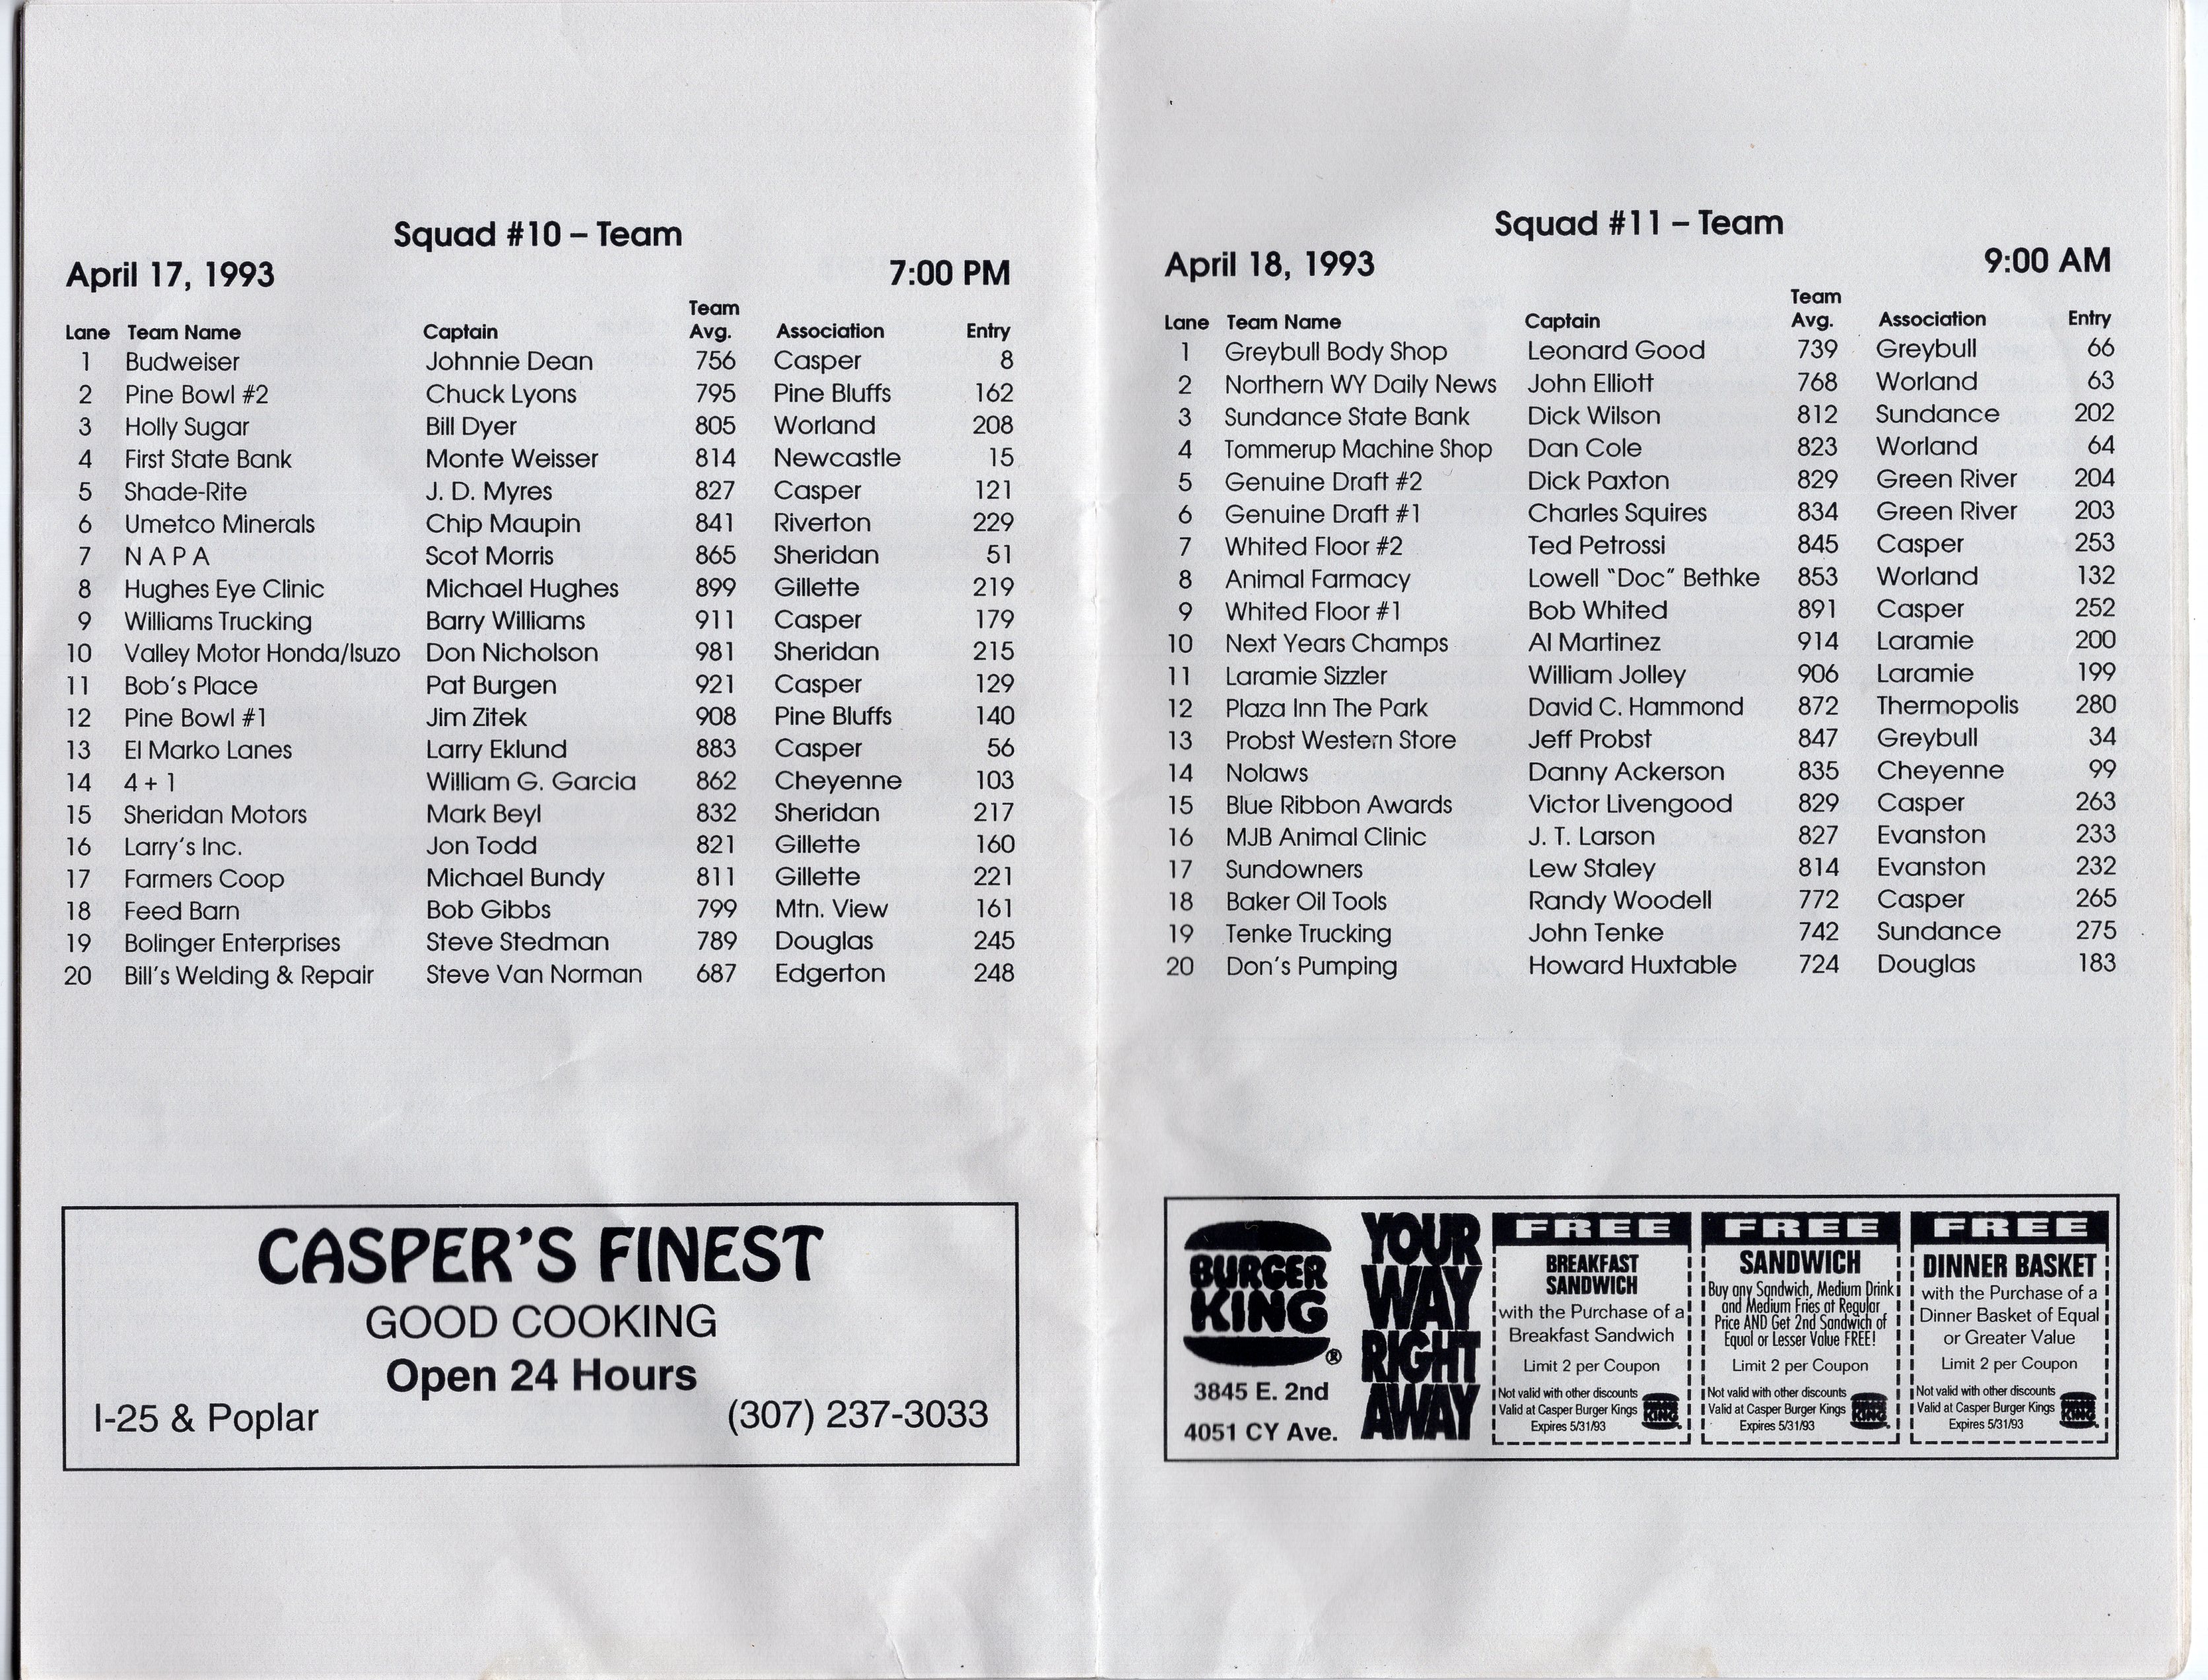 Squad #10 – Team
April 17, 1993 7:00 PM
Team
Lane Team Name Captain Avg. Association Entry
1 Budweiser Johnnie Dean 756 Casper 8
2 Pine Bowl #2 Chuck Lyons 795 Pine Bluffs 162
3 Holly Sugar Bill Dyer 805 Worland 208
4 First State Bank Monte Weisser 814 Newcastle 15
5 Shade-Rite J. D. Myres 827 Casper 121
6 Umetco Minerals Chip Maupin 841 Riverton 229
7 N A P A Scot Morris 865 Sheridan 51
8 Hughes Eye Clinic Michael Hughes 899 Gillette 219
9 Williams Trucking Barry Williams 911 Casper 179
10 Valley Motor Honda/Isuzo Don Nicholson 981 Sheridan 215
11 Bob's Place Pat Burgen 921 Casper 129
12 Pine Bowl #1 Jim Zitek 908 Pine Bluffs 140
13 El Marko Lanes Larry Eklund 883 Casper 56
14 4 + 1 William G. Garcia 862 Cheyenne 103
15 Sheridan Motors Mark Beyl 832 Sheridan 217
16 Larry's Inc. Jon Todd 821 Gillette 160
17 Farmers Coop Michael Bundy 811 Gillette 221
18 Feed Barn Bob Gibbs 799 Mtn. View 161
19 Bolinger Enterprises Steve Stedman 789 Douglas 245
20 Bill's Welding & Repair Steve Van Norman 687 Edgerton 248
CASPER'S FINEST
GOOD COOKING
Open 24 Hours
I-25 & Poplar (307) 237-3033
Squad #11 – Team
April 18, 1993 9:00 AM
Team
Lane Team Name Captain Avg. Association Entry
1 Greybull Body Shop Leonard Good 739 Greybull 66
2 Northern WY Daily News John Elliott 768 Worland 63
3 Sundance State Bank Dick Wilson 812 Sundance 202
4 Tommerup Machine Shop Dan Cole 823 Worland 64
5 Genuine Draft #2 Dick Paxton 829 Green River 204
6 Genuine Draft #1 Charles Squires 834 Green River 203
7 Whited Floor #2 Ted Petrossi 845 Casper 253
8 Animal Farmacy Lowell "Doc" Bethke 853 Worland 132
9 Whited Floor #1 Bob Whited 891 Casper 252
10 Next Years Champs Al Martinez 914 Laramie 200
11 Laramie Sizzler William Jolley 906 Laramie 199
12 Plaza Inn The Park David C. Hammond 872 Thermopolis 280
13 Probst Western Store Jeff Probst 847 Greybull 34
14 Nolaws Danny Ackerson 835 Cheyenne 99
15 Blue Ribbon Awards Victor Livengood 829 Casper 263
16 MJB Animal Clinic J. T. Larson 827 Evanston 233
17 Sundowners Lew Staley 814 Evanston 232
18 Baker Oil Tools Randy Woodell 772 Casper 265
19 Tenke Trucking John Tenke 742 Sundance 275
20 Don's Pumping Howard Huxtable 724 Douglas 183
BURGER
KING
®
3845 E. 2nd
4051 CY Ave.
YOUR
WAY
RIGHT
AWAY
FREE
BREAKFAST
SANDWICH
with the Purchase of a
Breakfast Sandwich
Limit 2 per Coupon
Not valid with other discounts
Valid at Casper Burger Kings
Expires 5/31/93
FREE
SANDWICH
Buy any Sandwich, Medium Drink
and Medium Fries at Regular
Price AND Get 2nd Sandwich of
Equal or Lesser Value FREE!
Limit 2 per Coupon
Not valid with other discounts
Valid at Casper Burger Kings
Expires 5/31/93
FREE
DINNER BASKET
with the Purchase of a
Dinner Basket of Equal
or Greater Value
Limit 2 per Coupon
Not valid with other discounts
Valid at Casper Burger Kings
Expires 5/31/93